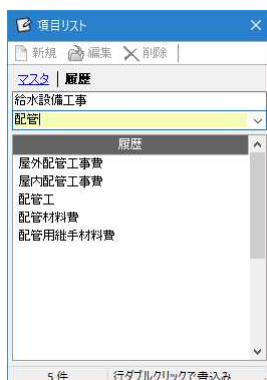 項目リスト
新規 編集 削除
マスタ 履歴
給水設備工事
配管
履歴
屋外配管工事費
屋内配管工事費
配管工
配管材料費
配管用継手材料費
5 件 行ダブルクリックで書込み